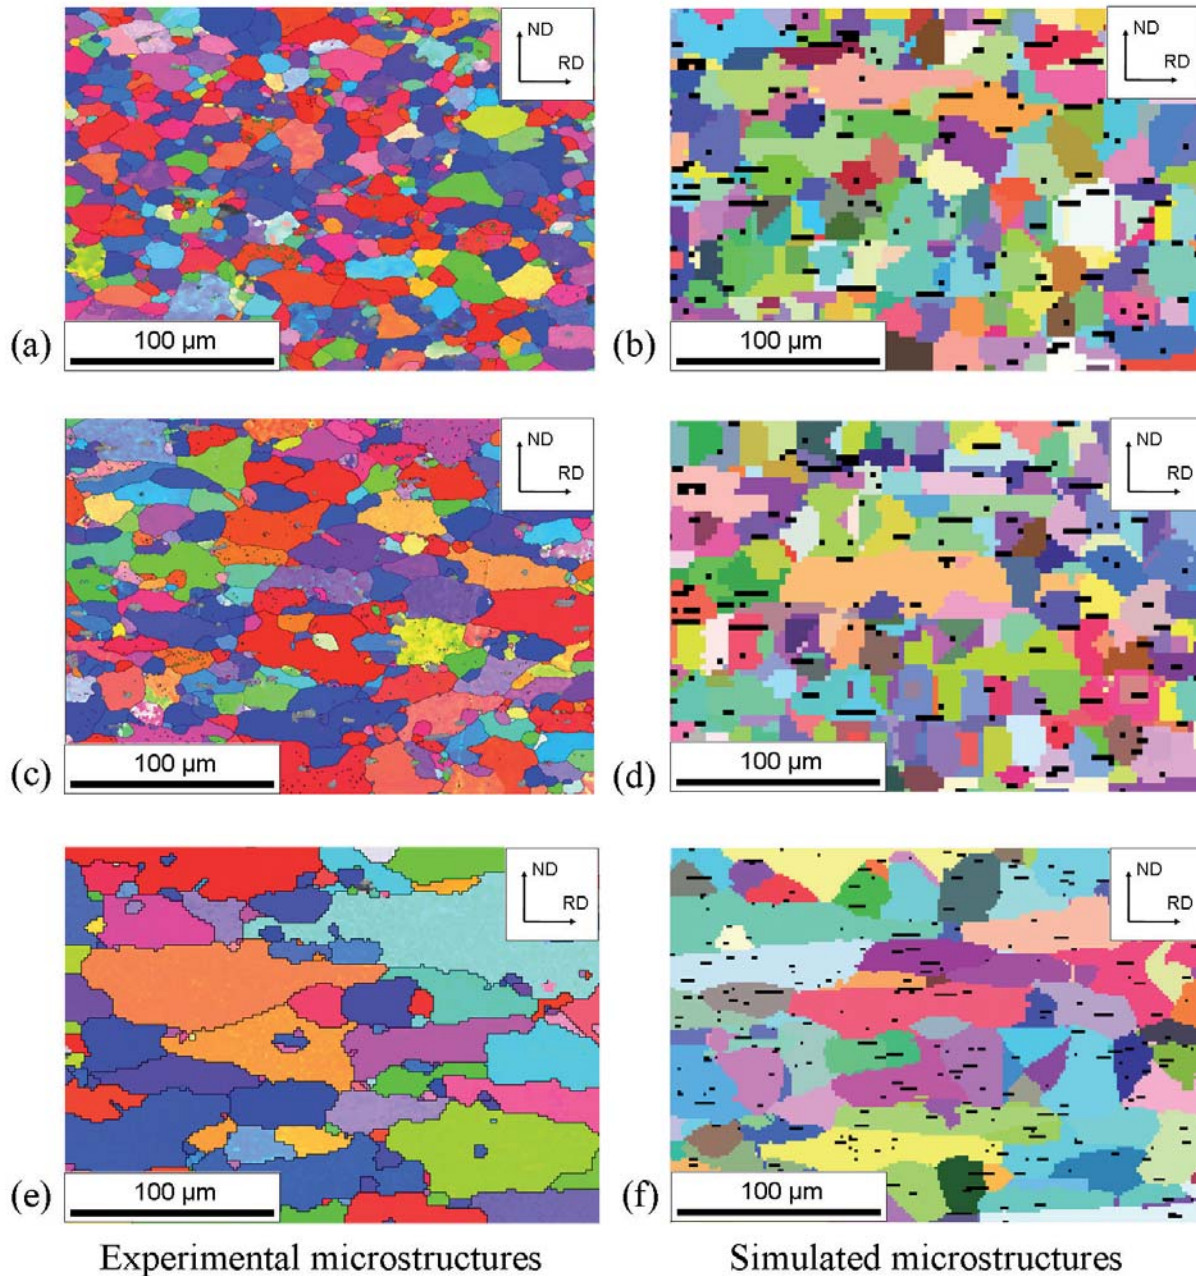 ND
RD
100 µm
(a)
ND
RD
100 µm
(b)
ND
RD
100 µm
(c)
ND
RD
100 µm
(d)
ND
RD
100 µm
(e)
ND
RD
100 µm
(f)
Experimental microstructures
Simulated microstructures